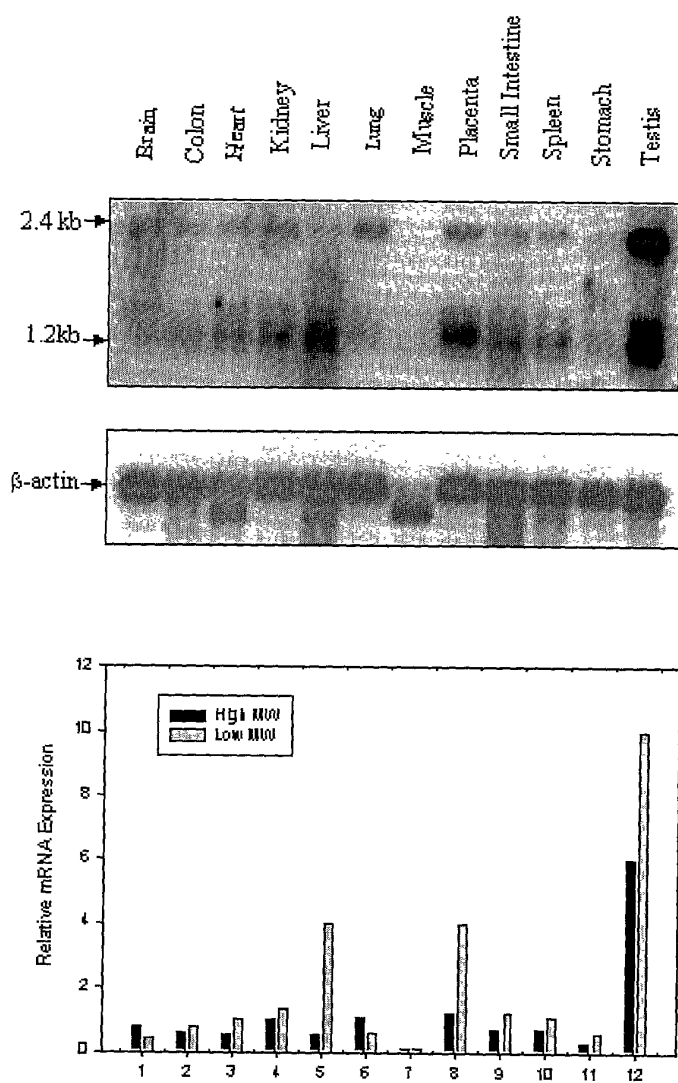 Brain,
Colon
Heart
Kidney
Liver
Lung
Muscle
Placenta
Small Intestine
Spleen
Stomach
Testis
2.4 kb
1.2kb
β-actin
12
10
8
6
4
2
0
Relative mRNA Expression
High MW
Low MW
1 2 3 4 5 6 7 8 9 10 11 12